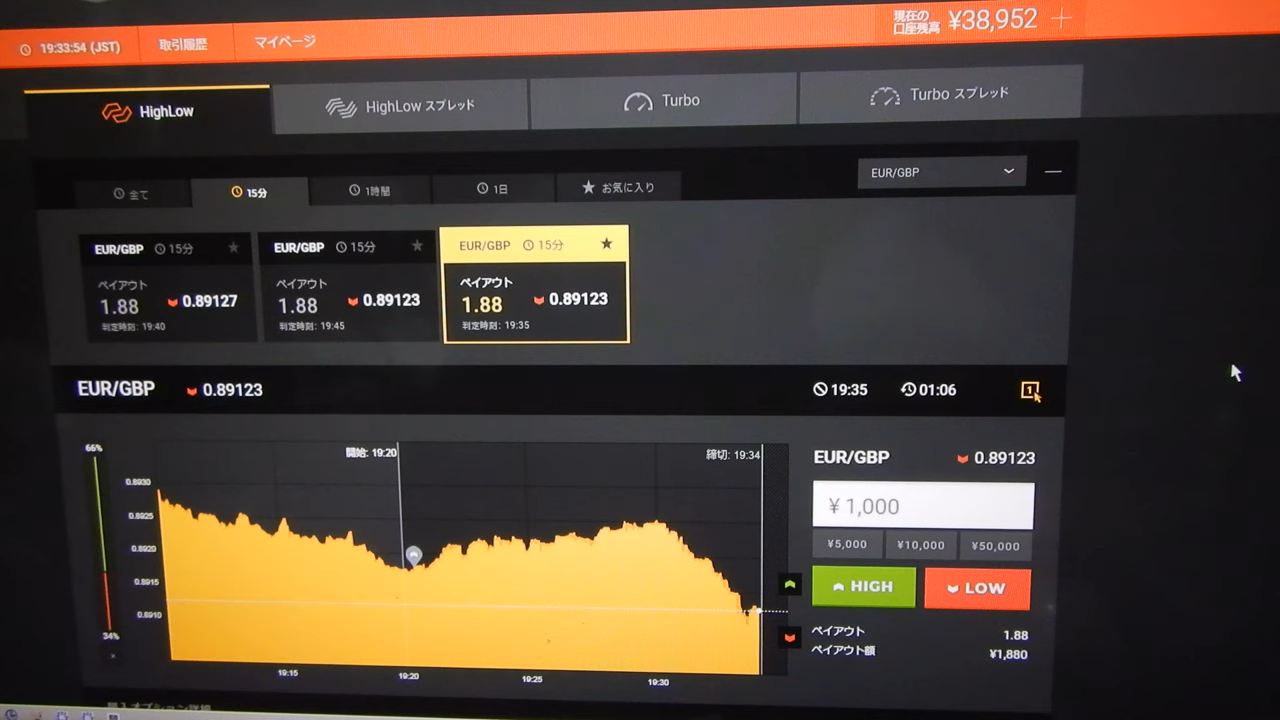 19:33:54 (JST) 取引履歴 マイページ 現在の口座残高 ¥38,952
HighLow HighLow スプレッド Turbo Turbo スプレッド
全て 15分 1時間 1日 お気に入り EUR/GBP
EUR/GBP 15分 EUR/GBP 15分 EUR/GBP 15分
ペイアウト ペイアウト ペイアウト
1.88 0.89127 1.88 0.89123 1.88 0.89123
判定時刻: 19:40 判定時刻: 19:45 判定時刻: 19:35
EUR/GBP 0.89123 19:35 01:06 1
66% 開始: 19:20 締切: 19:34
0.8930
0.8925
0.8920
0.8915
0.8910
34%
19:15 19:20 19:25 19:30
EUR/GBP 0.89123
¥ 1,000
¥5,000 ¥10,000 ¥50,000
HIGH LOW
ペイアウト 1.88
ペイアウト額 ¥1,880